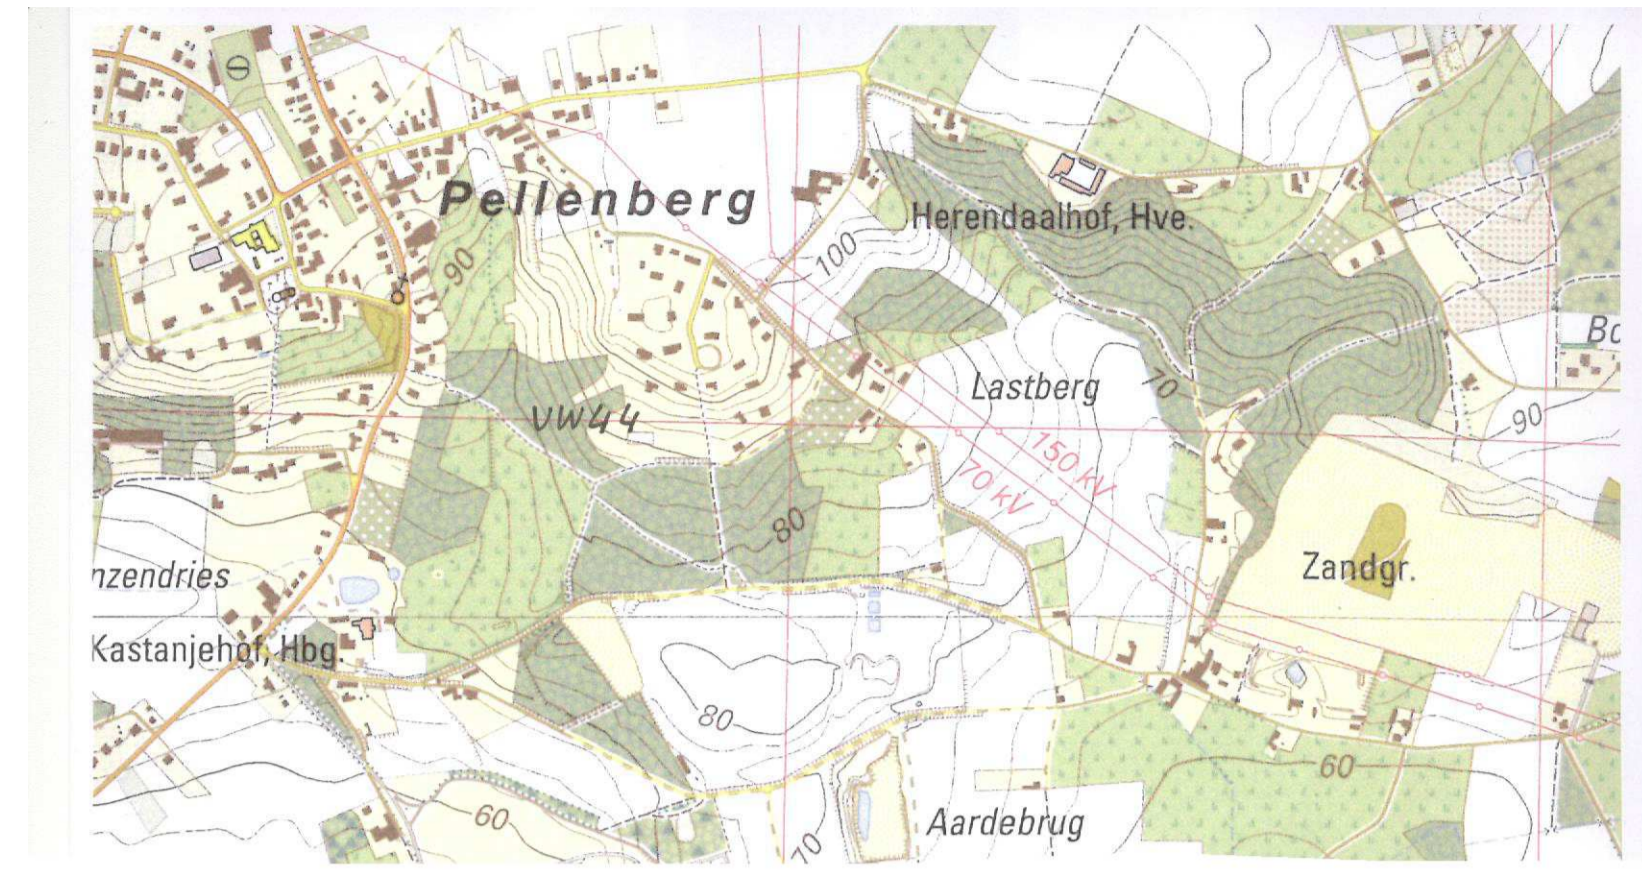 Pellenberg
Herendaalhof, Hve.
90
100
Bo
Lastberg
70
VW44
90
150 kV
70 kV
80
Zandgr.
nzendries
Kastanjehof, Hbg.
80
60
60
Aardebrug
70